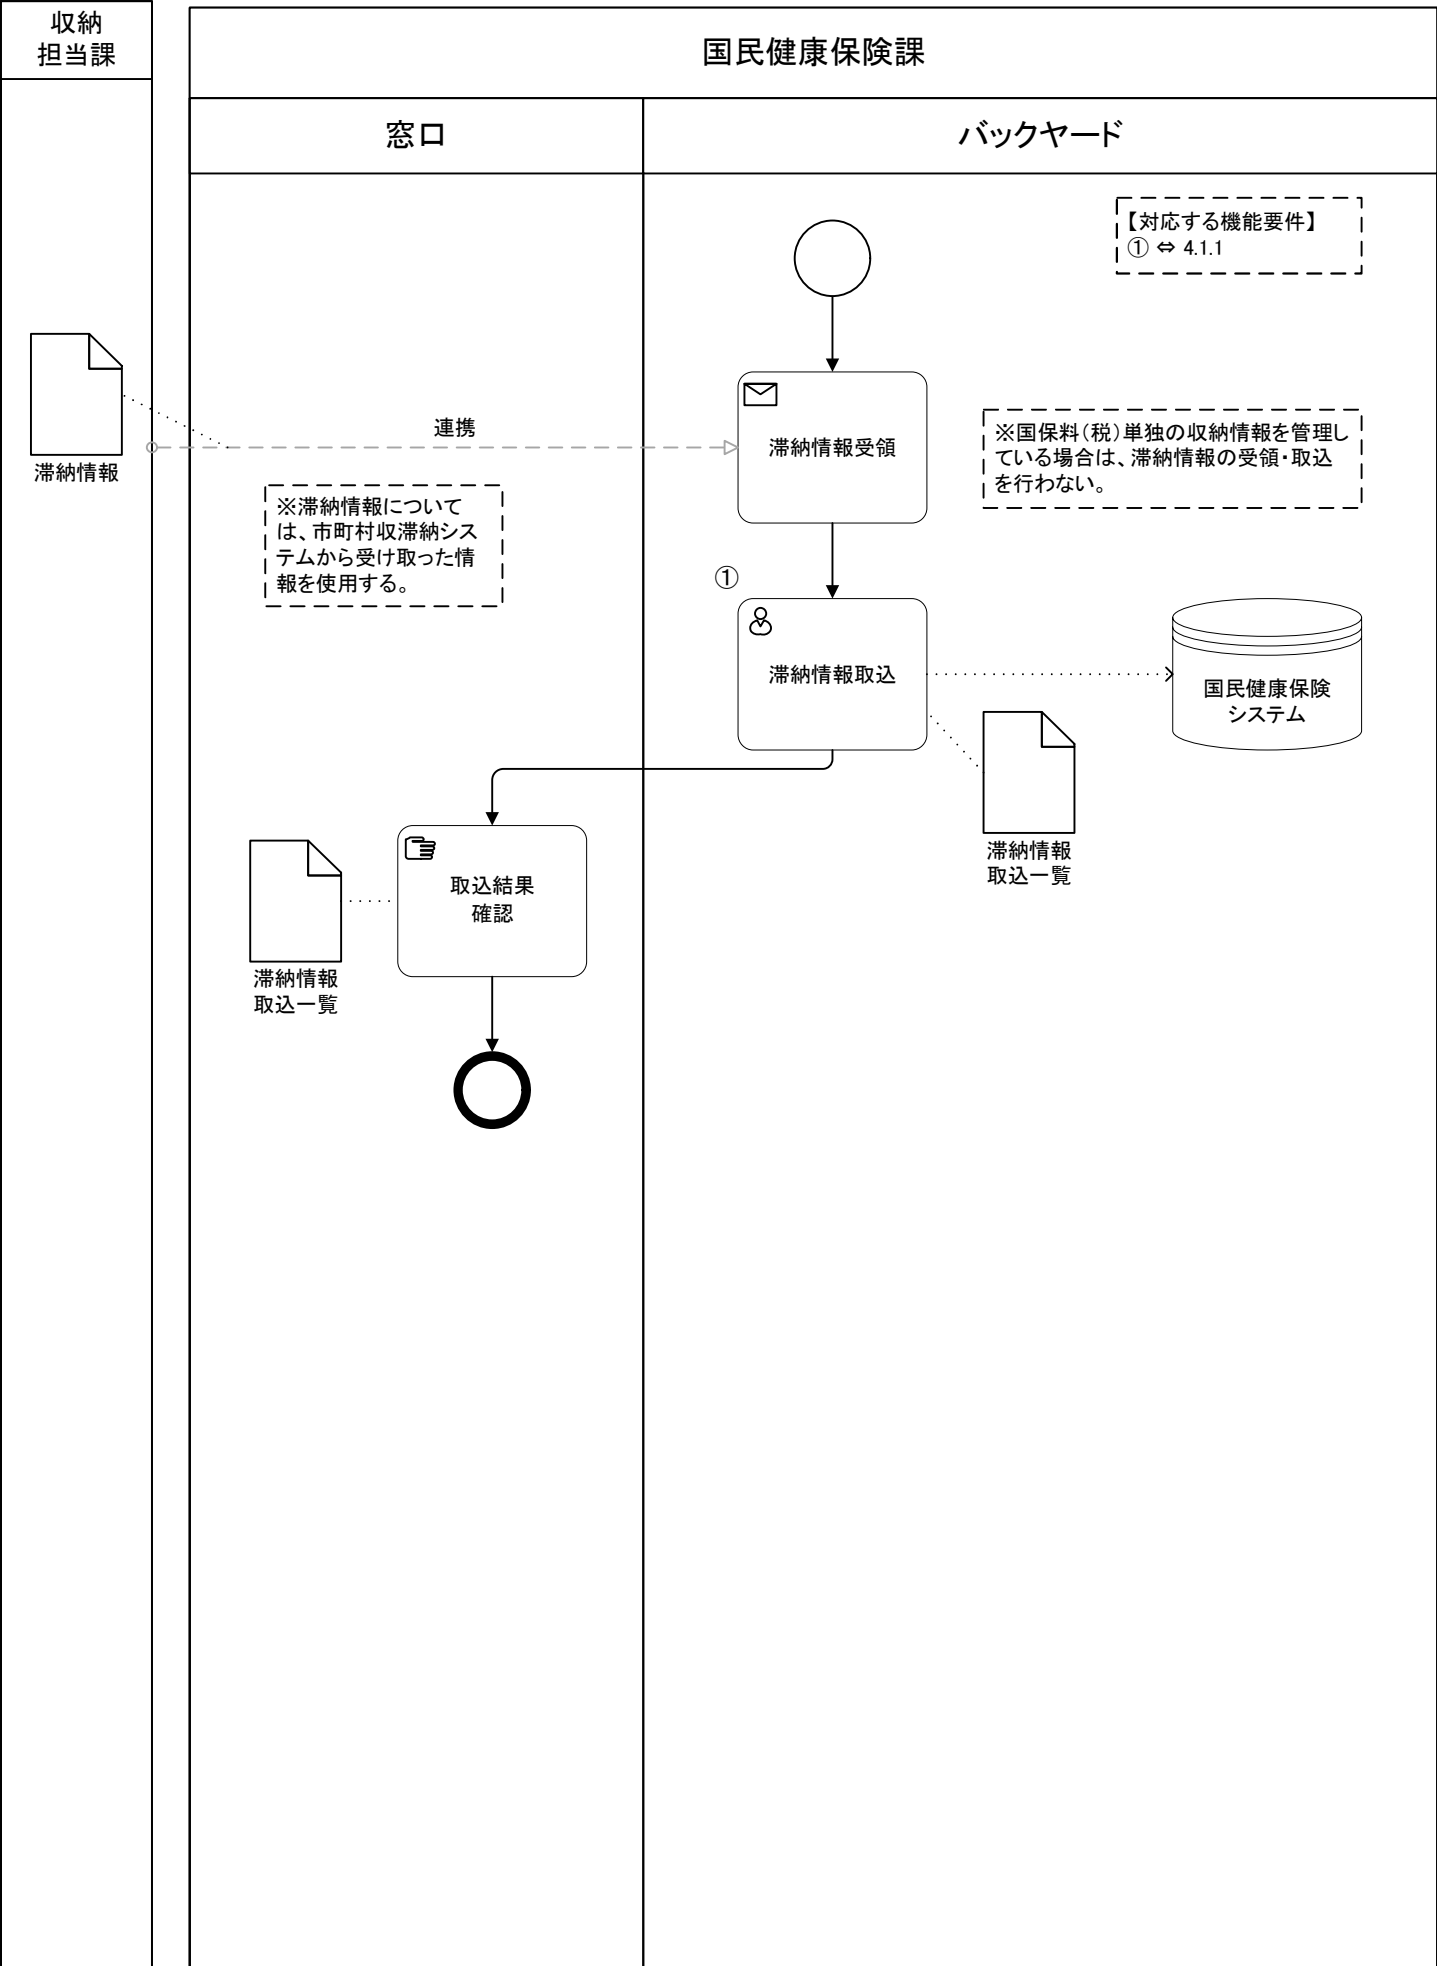 収納
担当課
国民健康保険課
窓口
バックヤード
【対応する機能要件】
① ⇔ 4.1.1
滞納情報
連携
滞納情報受領
※国保料(税)単独の収納情報を管理し
ている場合は、滞納情報の受領・取込
を行わない。
※滞納情報について
は、市町村収滞納シス
テムから受け取った情
報を使用する。
①
滞納情報取込
国民健康保険
システム
滞納情報
取込一覧
取込結果
確認
滞納情報
取込一覧